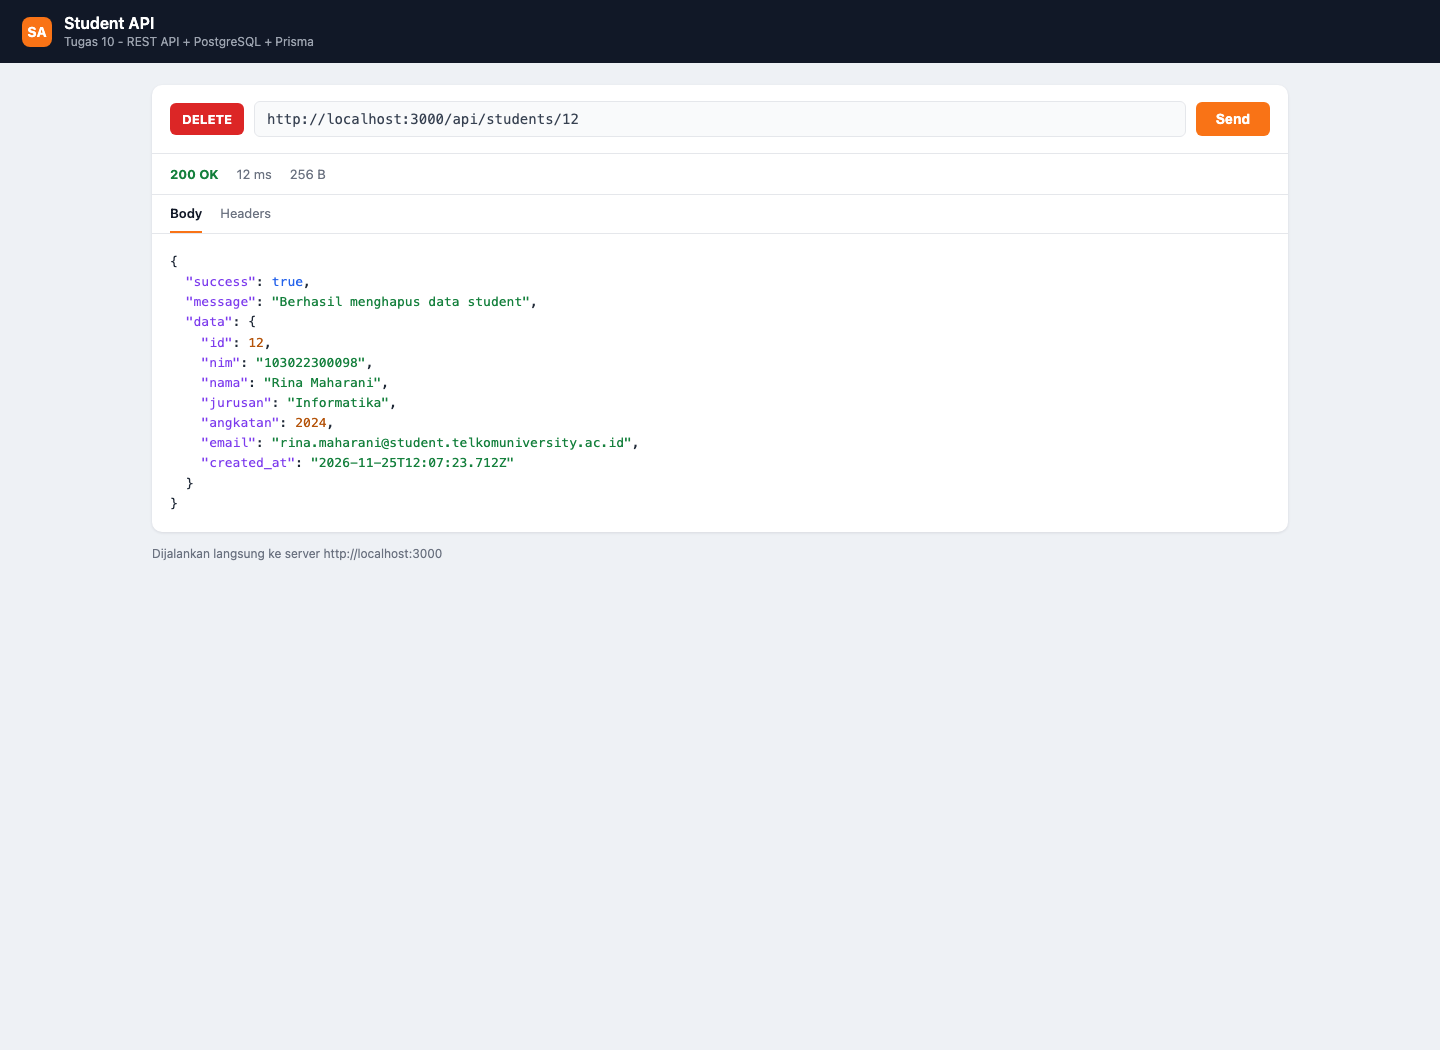 SA
Student API
Tugas 10 - REST API + PostgreSQL + Prisma
DELETE http://localhost:3000/api/students/12 Send
200 OK 12 ms 256 B
Body Headers
{
  "success": true,
  "message": "Berhasil menghapus data student",
  "data": {
    "id": 12,
    "nim": "103022300098",
    "nama": "Rina Maharani",
    "jurusan": "Informatika",
    "angkatan": 2024,
    "email": "rina.maharani@student.telkomuniversity.ac.id",
    "created_at": "2026-11-25T12:07:23.712Z"
  }
}
Dijalankan langsung ke server http://localhost:3000